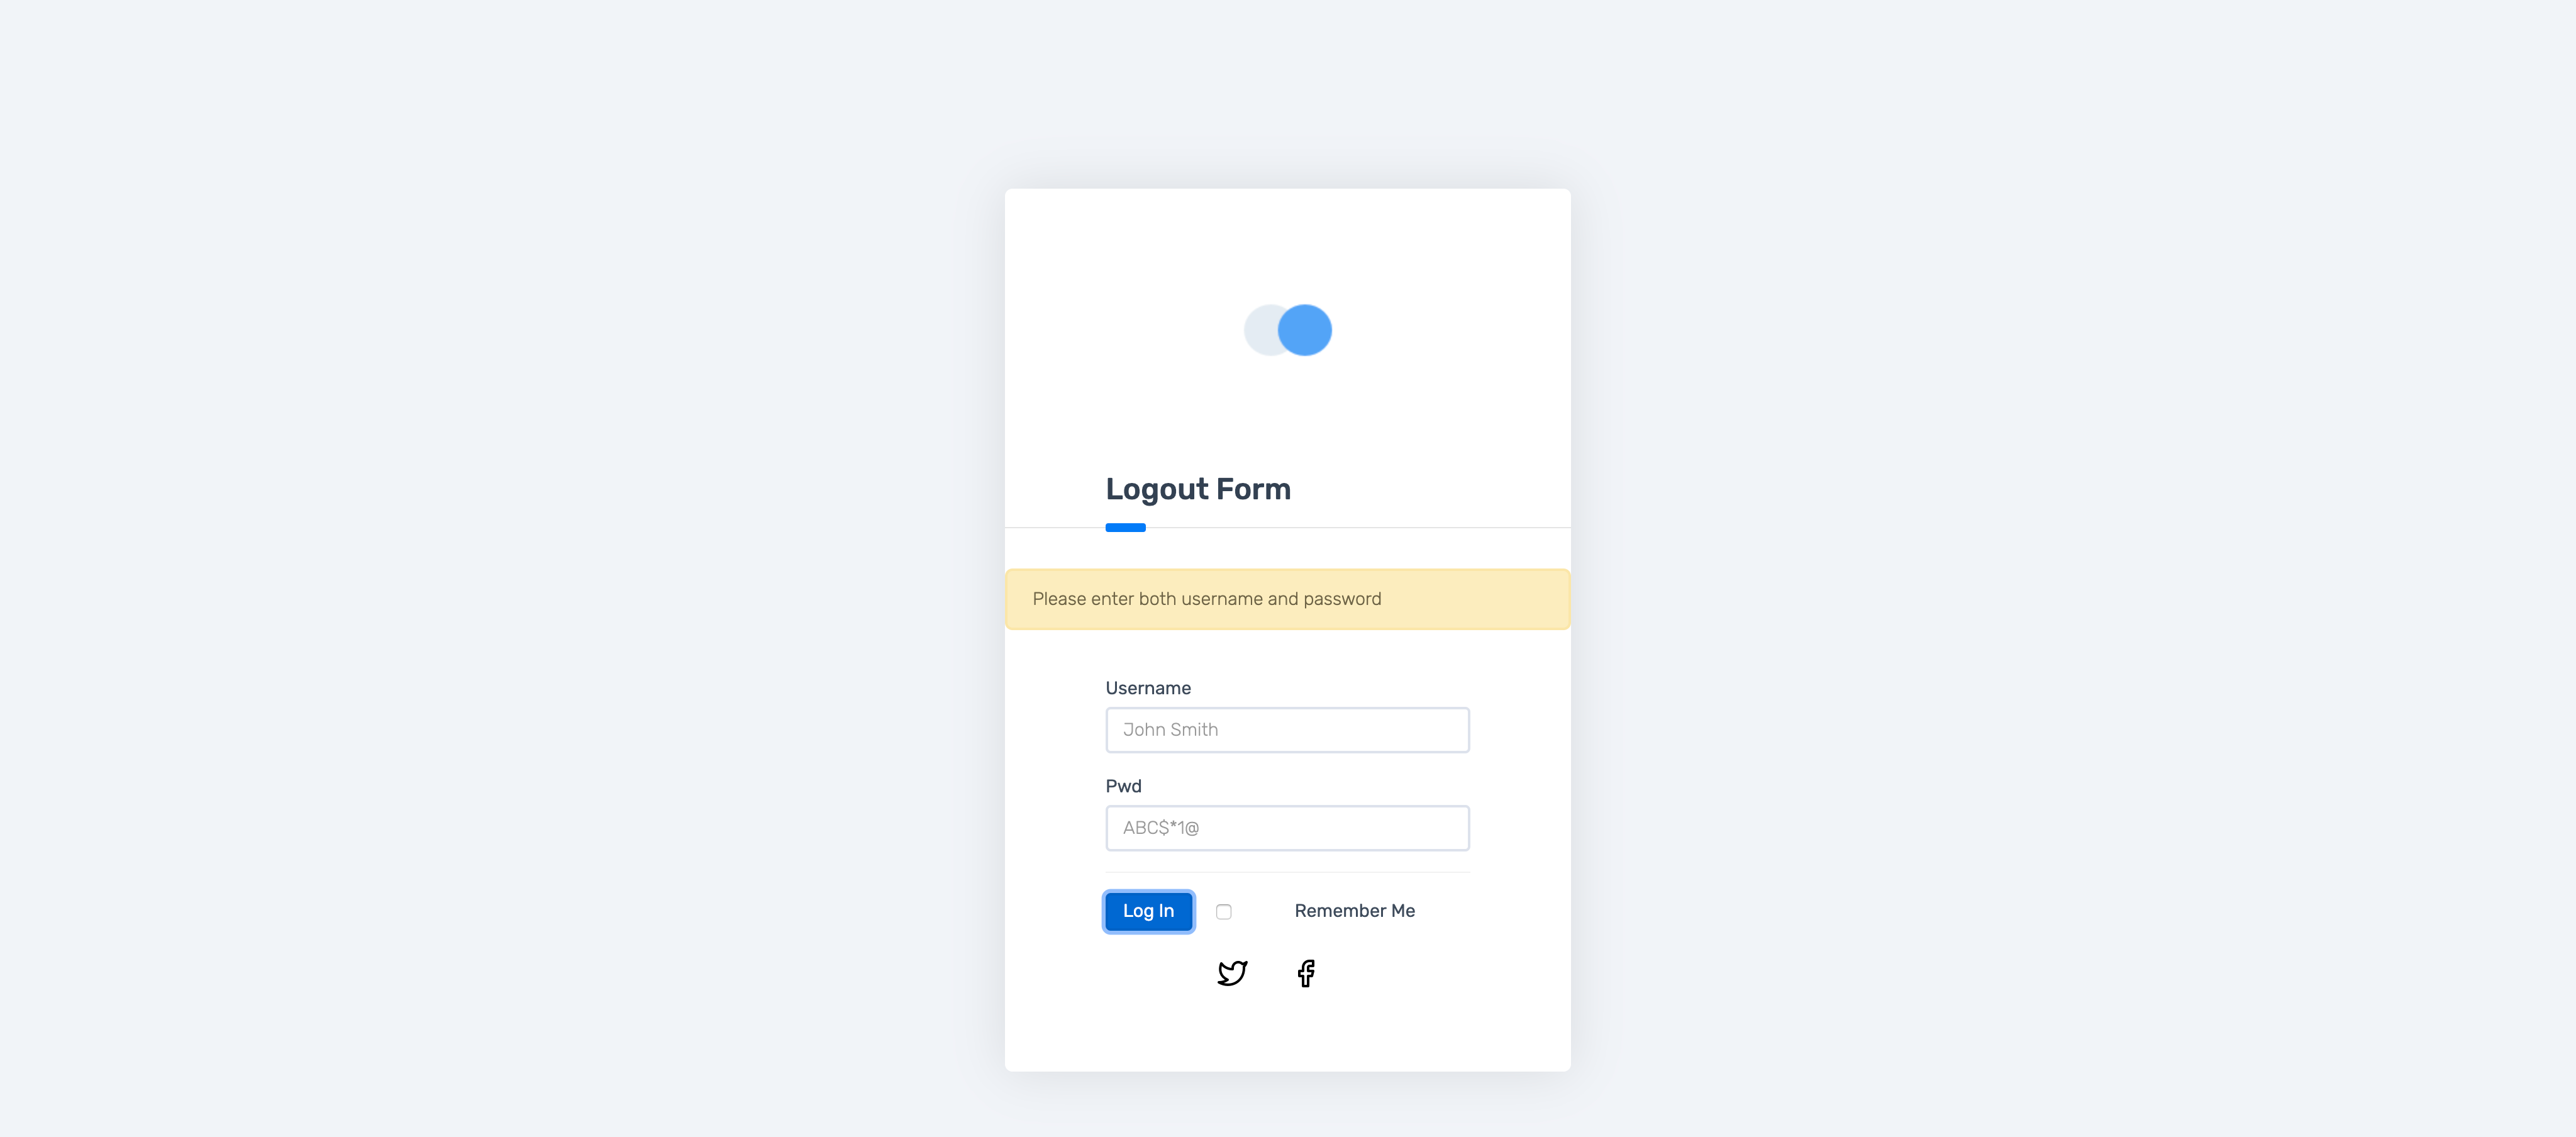 Logout Form
Please enter both username and password
Username
John Smith
Pwd
ABC$*1@
Log In
Remember Me